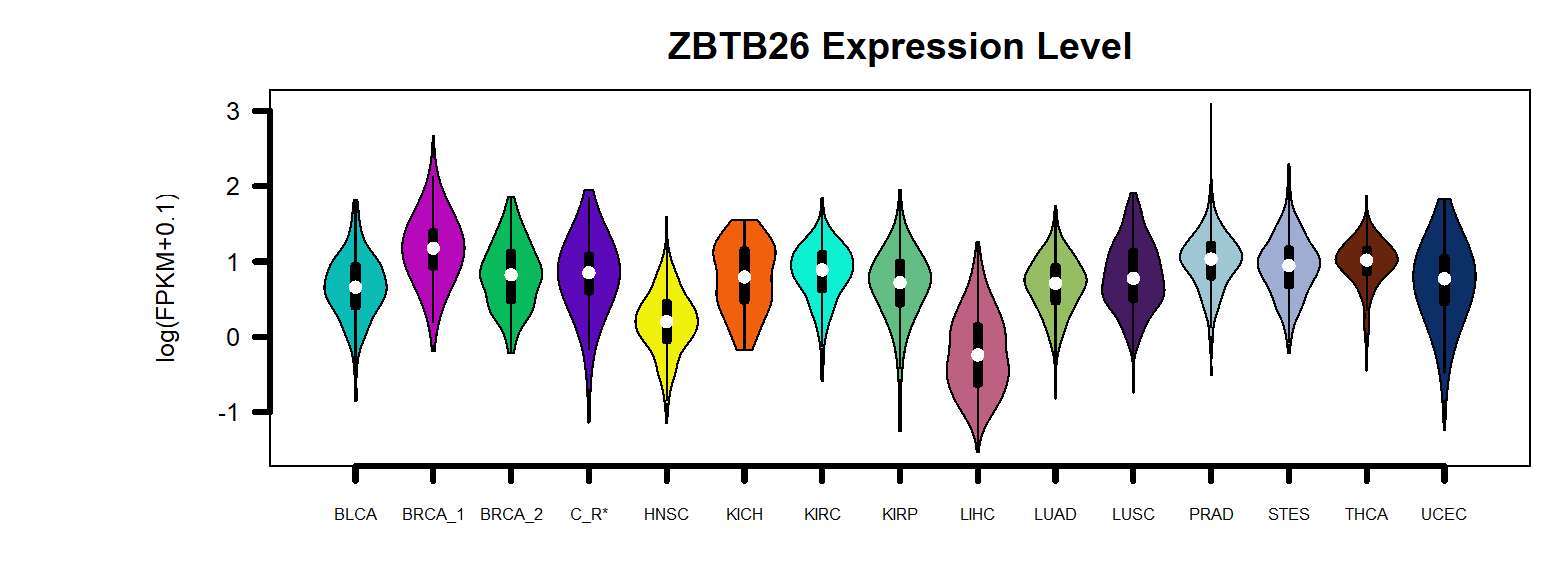 ZBTB26 Expression Level
log(FPKM+0.1)
3
2
1
0
-1
BLCA BRCA_1 BRCA_2 C_R* HNSC KICH KIRC KIRP LIHC LUAD LUSC PRAD STES THCA UCEC